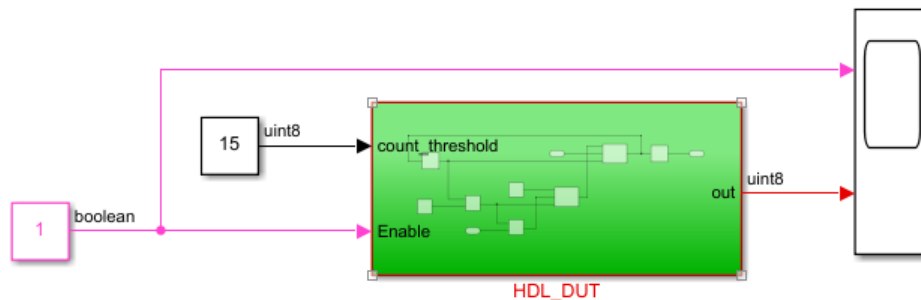 15
uint8
count_threshold
out
uint8
1
boolean
Enable
HDL_DUT